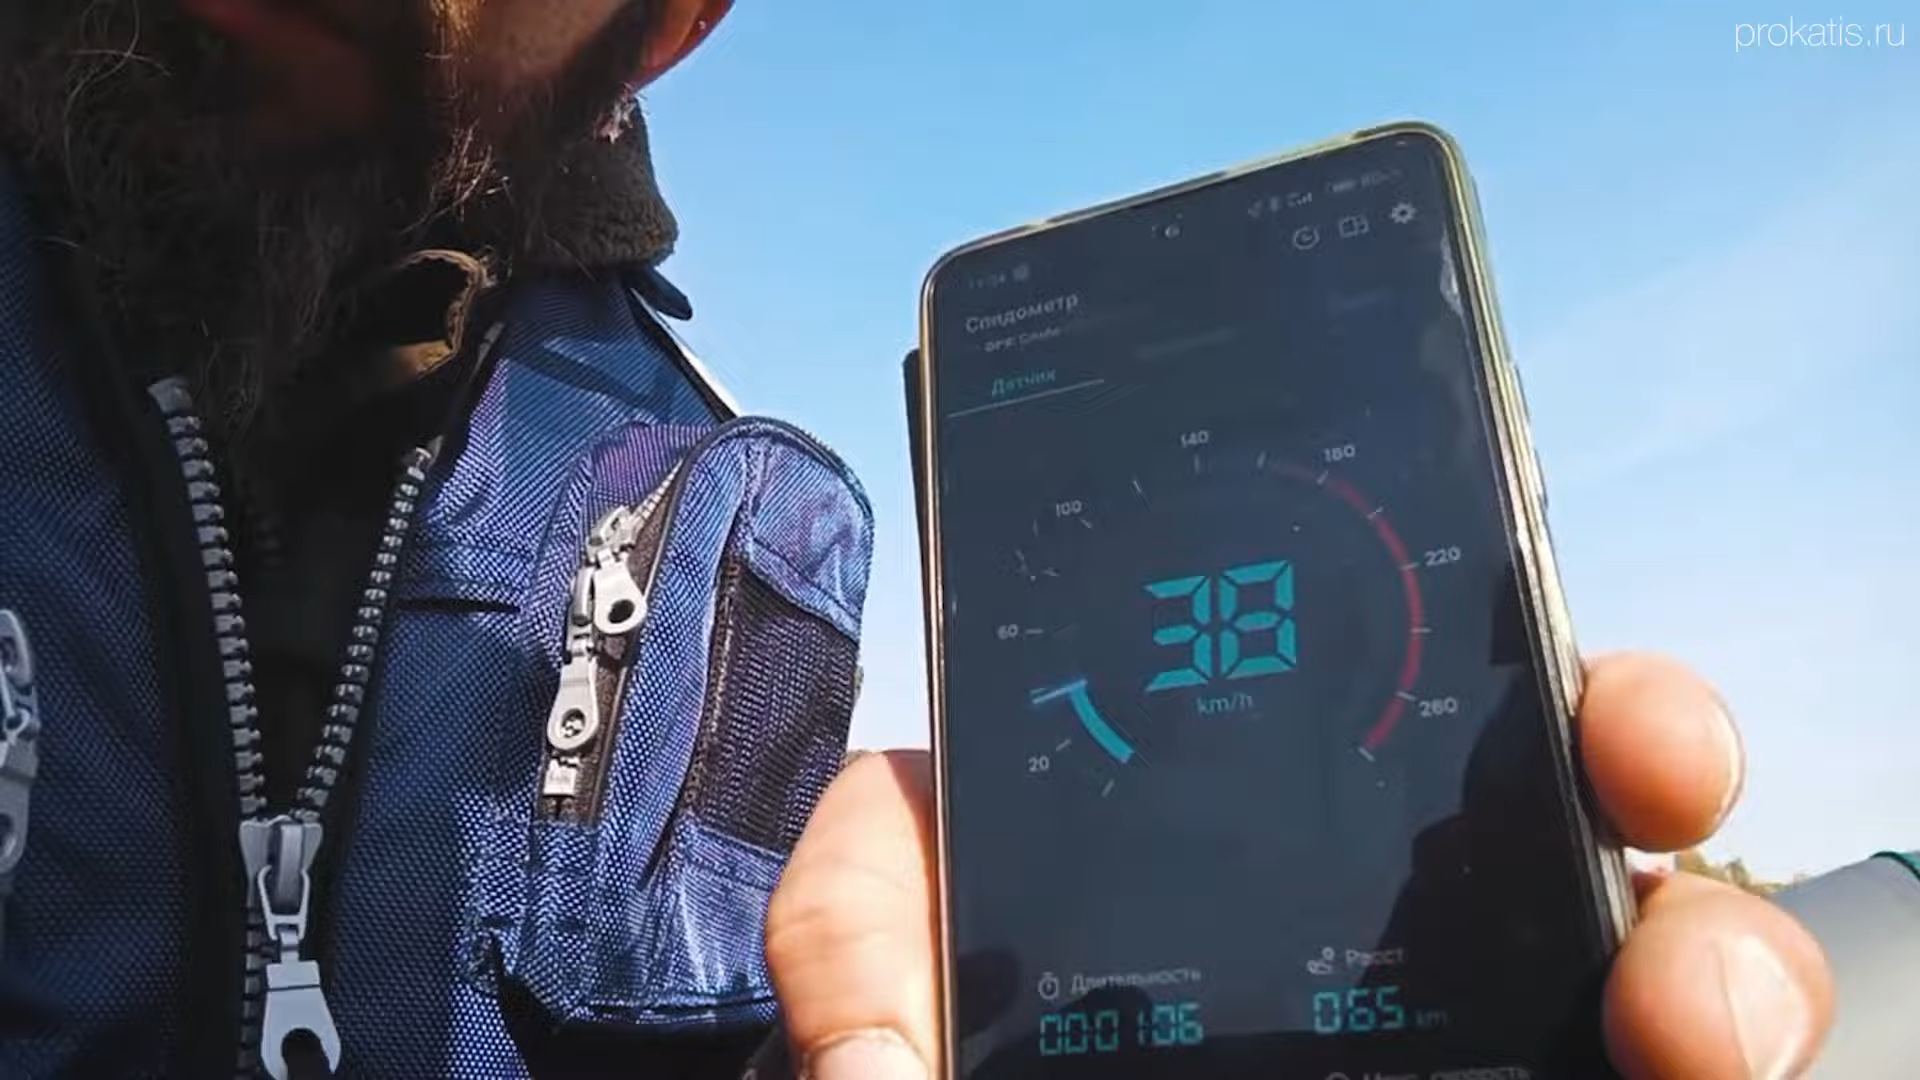 prokatis.ru
Спидометр
Датчик
140
180
100
220
60
38
km/h
260
20
Длительность
Расст
000106
065 km